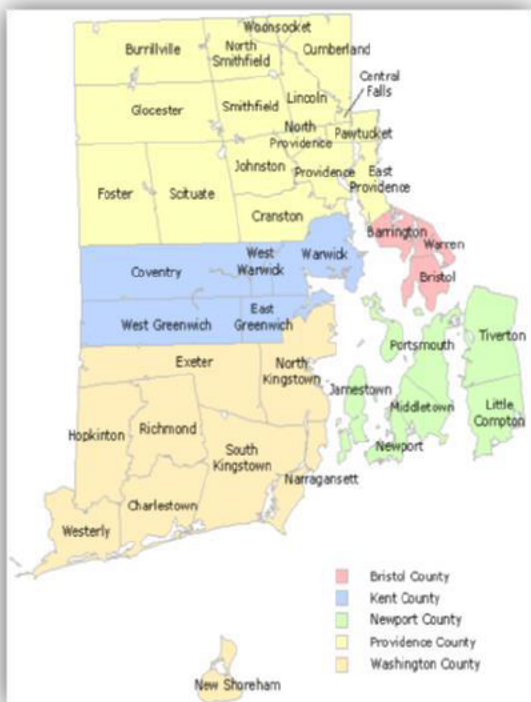 Woonsocket
Burrillville
North
Smithfield
Cumberland
Central
Falls
Glocester
Smithfield
Lincoln
North
Providence
Pawtucket
Johnston
Providence
East
Providence
Foster
Scituate
Cranston
Barrington
Warren
Bristol
Coventry
West
Warwick
Warwick
West Greenwich
East
Greenwich
Exeter
North
Kingstown
Portsmouth
Tiverton
Jamestown
Middletown
Little
Compton
Newport
Hopkinton
Richmond
South
Kingstown
Narragansett
Charlestown
Westerly
Bristol County
Kent County
Newport County
Providence County
Washington County
New Shoreham